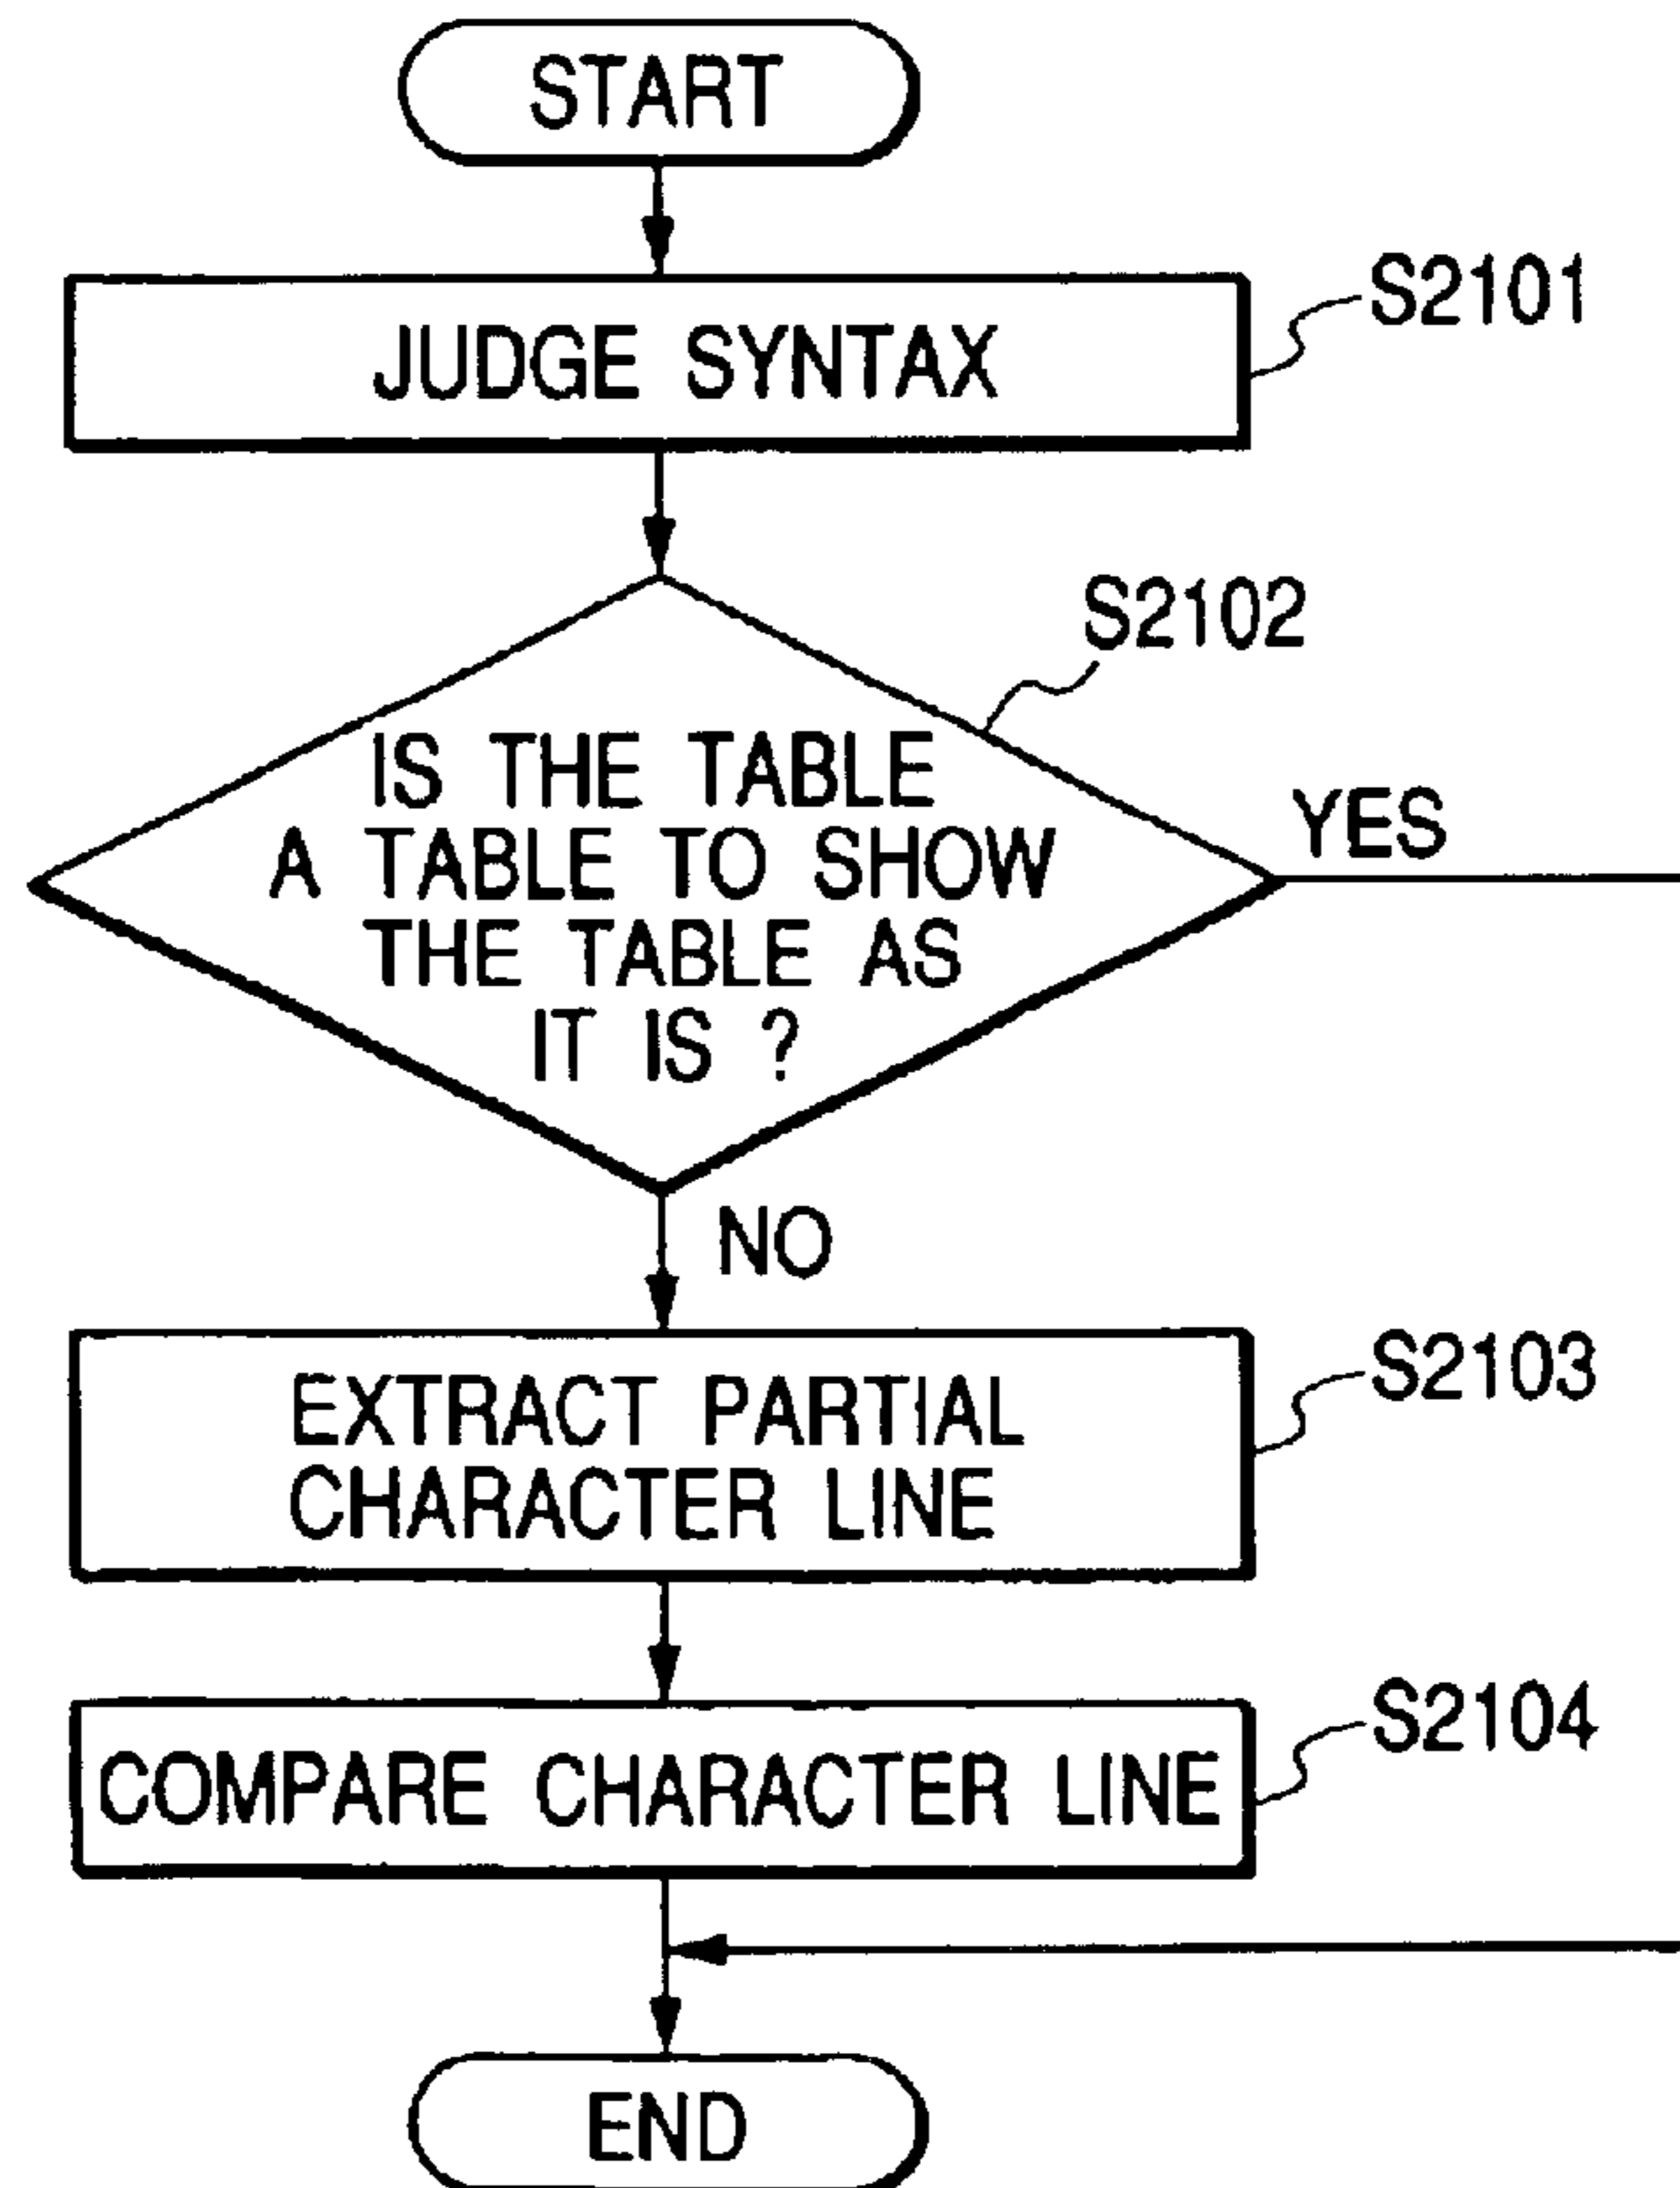 START
S2101
JUDGE SYNTAX
S2102
IS THE TABLE
A TABLE TO SHOW
THE TABLE AS
IT IS ?
YES
NO
S2103
EXTRACT PARTIAL
CHARACTER LINE
S2104
COMPARE CHARACTER LINE
END